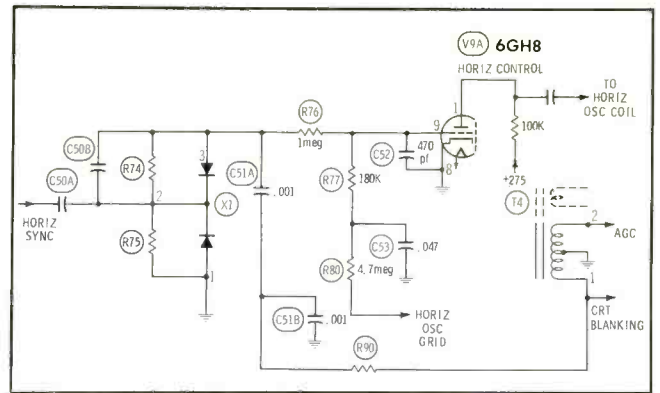 V9A 6GH8
HORIZ CONTROL
TO
HORIZ
OSC COIL
R76
1meg
C50B
R74
3
C51A
.001
C52
470
pf
9
1
8
100K
+275
T4
R77
180K
C50A
2
X1
HORIZ
SYNC
R75
1
C53
.047
R80
4.7meg
2
AGC
1
C51B
.001
HORIZ
OSC
GRID
CRT
BLANKING
R90